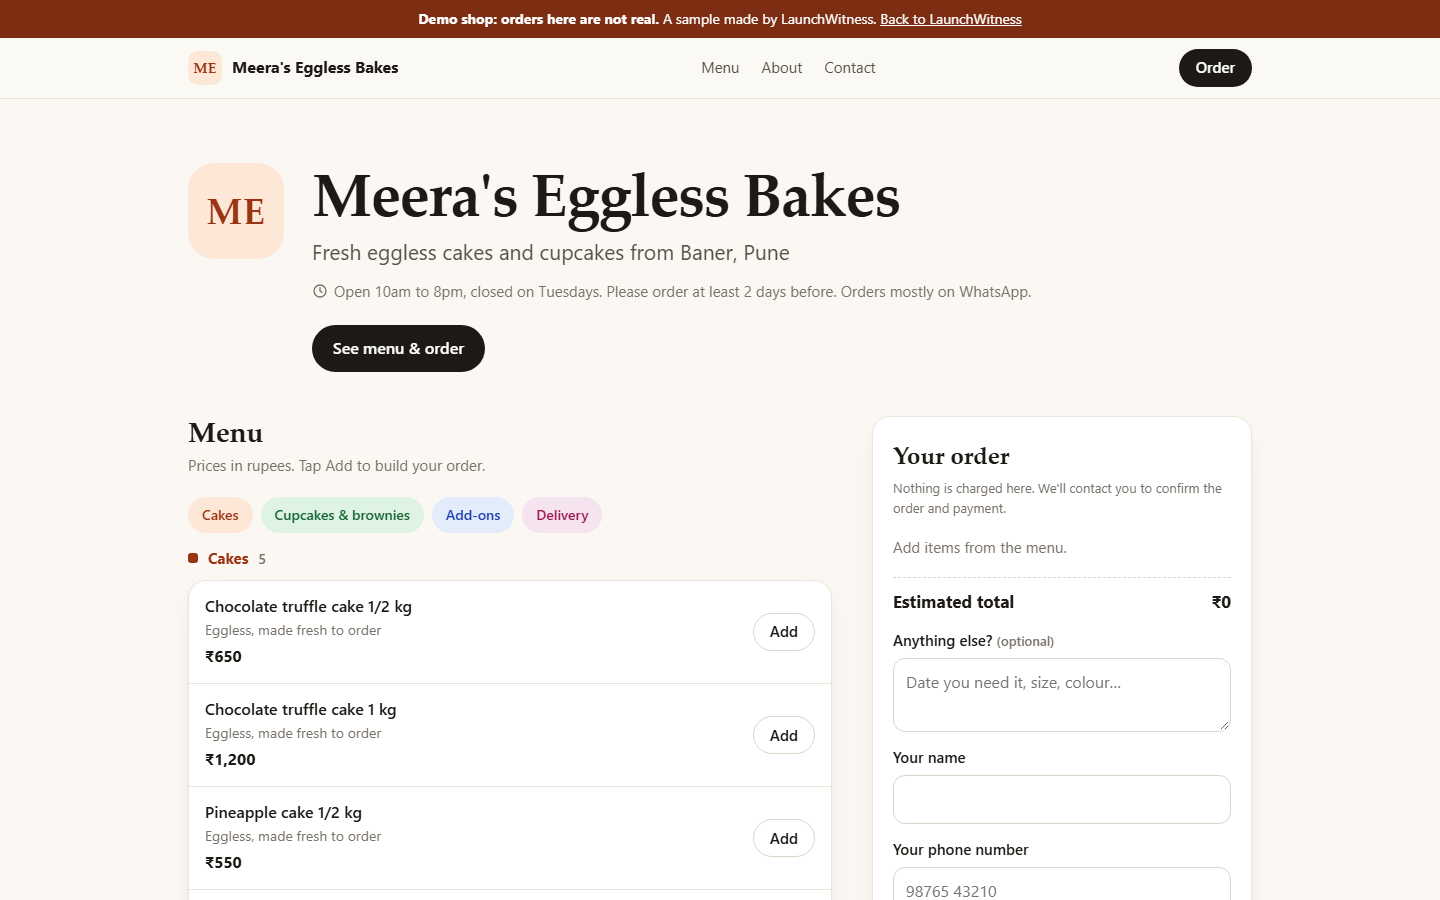 Demo shop: orders here are not real. A sample made by LaunchWitness. Back to LaunchWitness
ME Meera's Eggless Bakes
Menu About Contact
Order
ME
Meera's Eggless Bakes
Fresh eggless cakes and cupcakes from Baner, Pune
Open 10am to 8pm, closed on Tuesdays. Please order at least 2 days before. Orders mostly on WhatsApp.
See menu & order
Menu
Prices in rupees. Tap Add to build your order.
Cakes Cupcakes & brownies Add-ons Delivery
Cakes 5
Chocolate truffle cake 1/2 kg
Eggless, made fresh to order
₹650
Add
Chocolate truffle cake 1 kg
Eggless, made fresh to order
₹1,200
Add
Pineapple cake 1/2 kg
Eggless, made fresh to order
₹550
Add
Your order
Nothing is charged here. We'll contact you to confirm the
order and payment.
Add items from the menu.
Estimated total ₹0
Anything else? (optional)
Date you need it, size, colour...
Your name
Your phone number
98765 43210